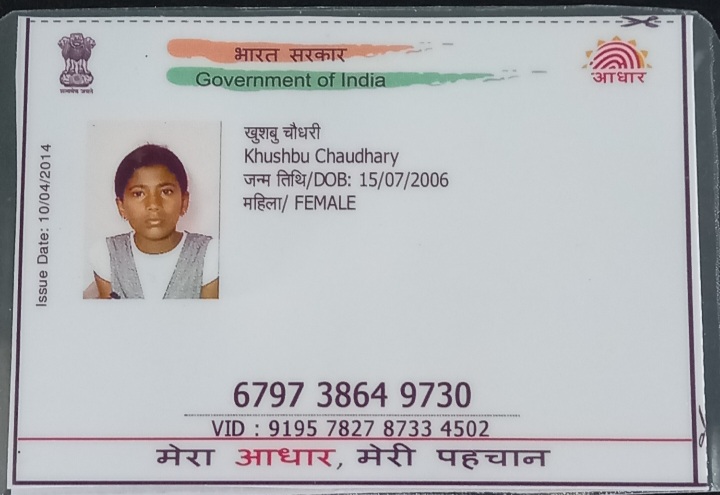 सत्यमेव जयते
भारत सरकार
Government of India
आधार
Issue Date: 10/04/2014
खुशबु चौधरी
Khushbu Chaudhary
जन्म तिथि/DOB: 15/07/2006
महिला/ FEMALE
6797 3864 9730
VID : 9195 7827 8733 4502
मेरा आधार, मेरी पहचान